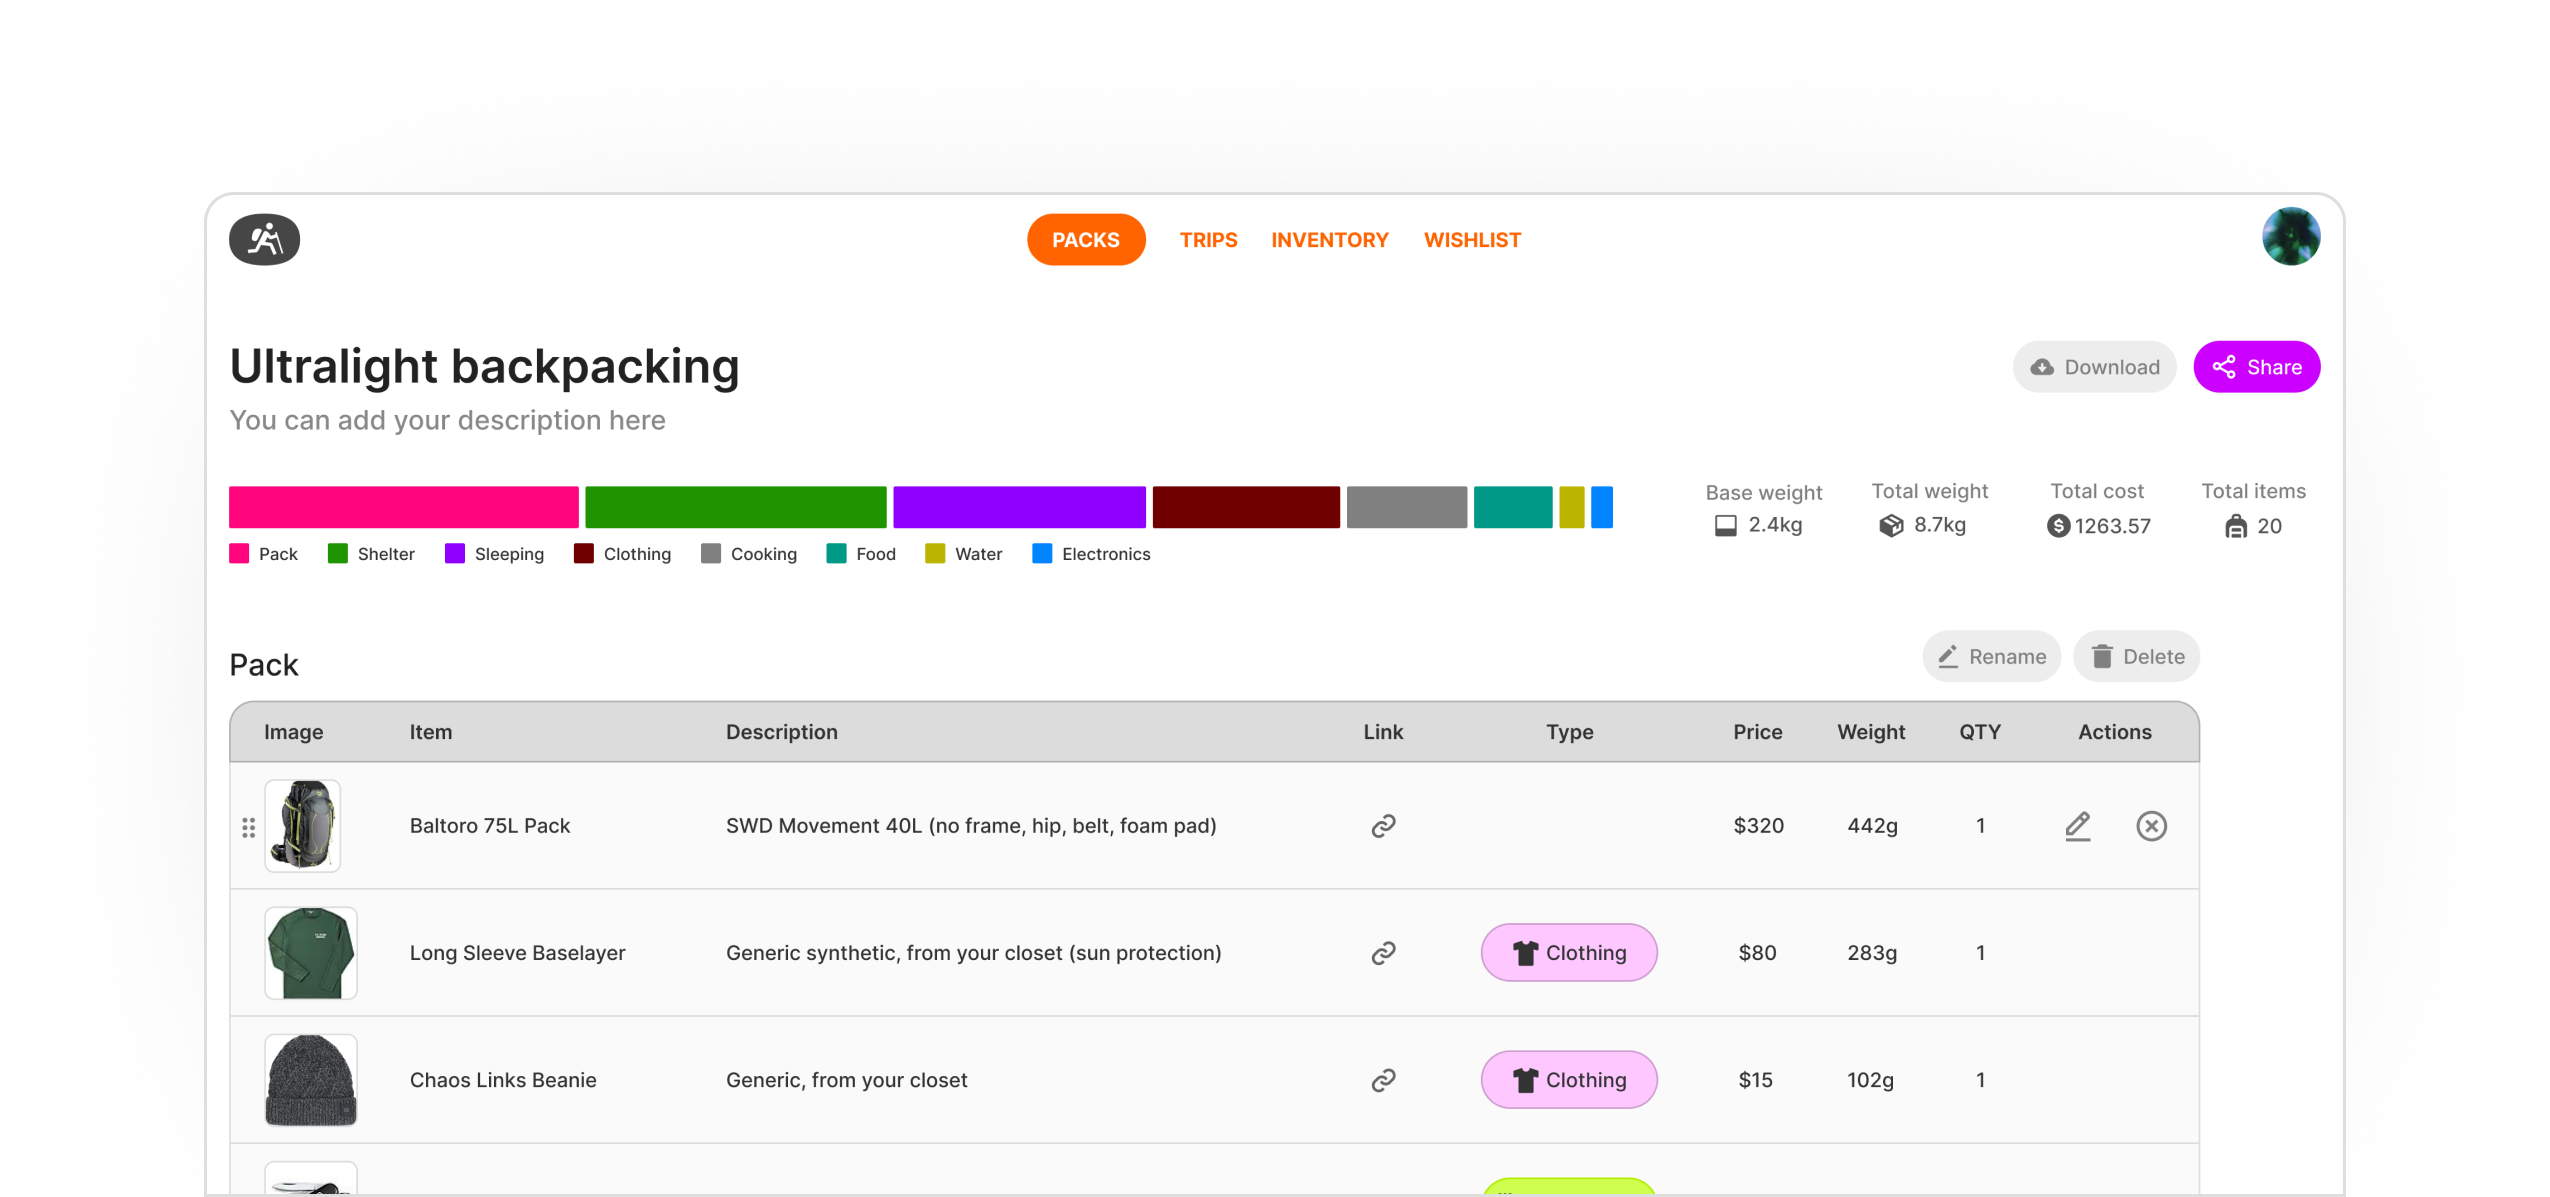 PACKS TRIPS INVENTORY WISHLIST
Ultralight backpacking
Download Share
You can add your description here
Base weight Total weight Total cost Total items
2.4kg 8.7kg 1263.57 20
Pack Shelter Sleeping Clothing Cooking Food Water Electronics
Pack
Rename Delete
Image Item Description Link Type Price Weight QTY Actions
Baltoro 75L Pack SWD Movement 40L (no frame, hip, belt, foam pad) $320 442g 1
Long Sleeve Baselayer Generic synthetic, from your closet (sun protection) Clothing $80 283g 1
Chaos Links Beanie Generic, from your closet Clothing $15 102g 1